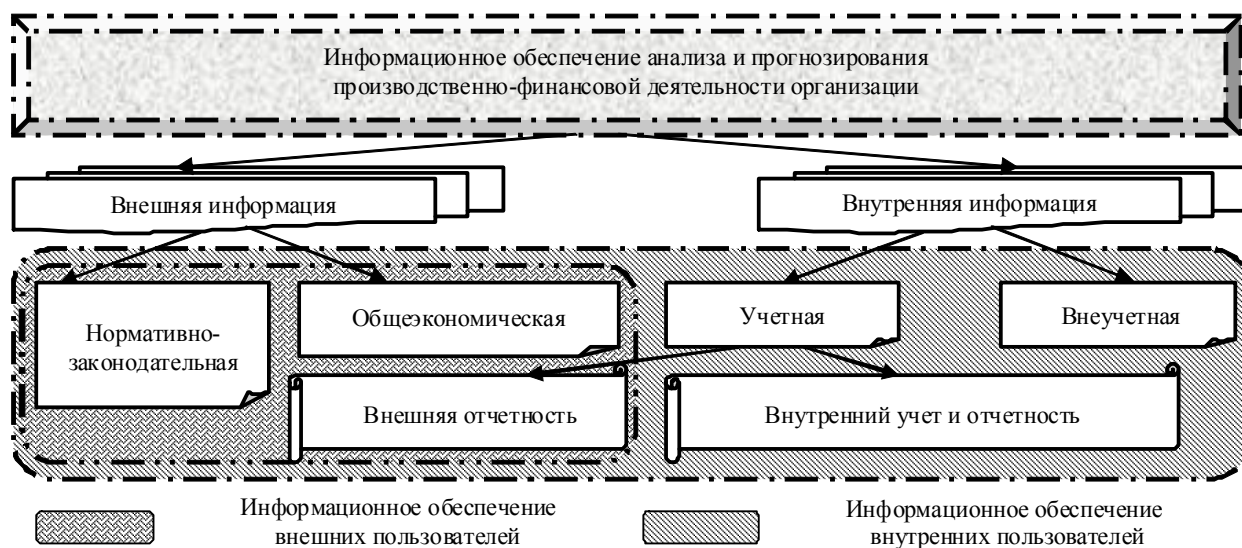 Информационное обеспечение анализа и прогнозирования
производственно-финансовой деятельности организации
Внешняя информация
Внутренняя информация
Нормативно-
законодательная
Общеэкономическая
Учетная
Внеучетная
Внешняя отчетность
Внутренний учет и отчетность
Информационное обеспечение
внешних пользователей
Информационное обеспечение
внутренних пользователей